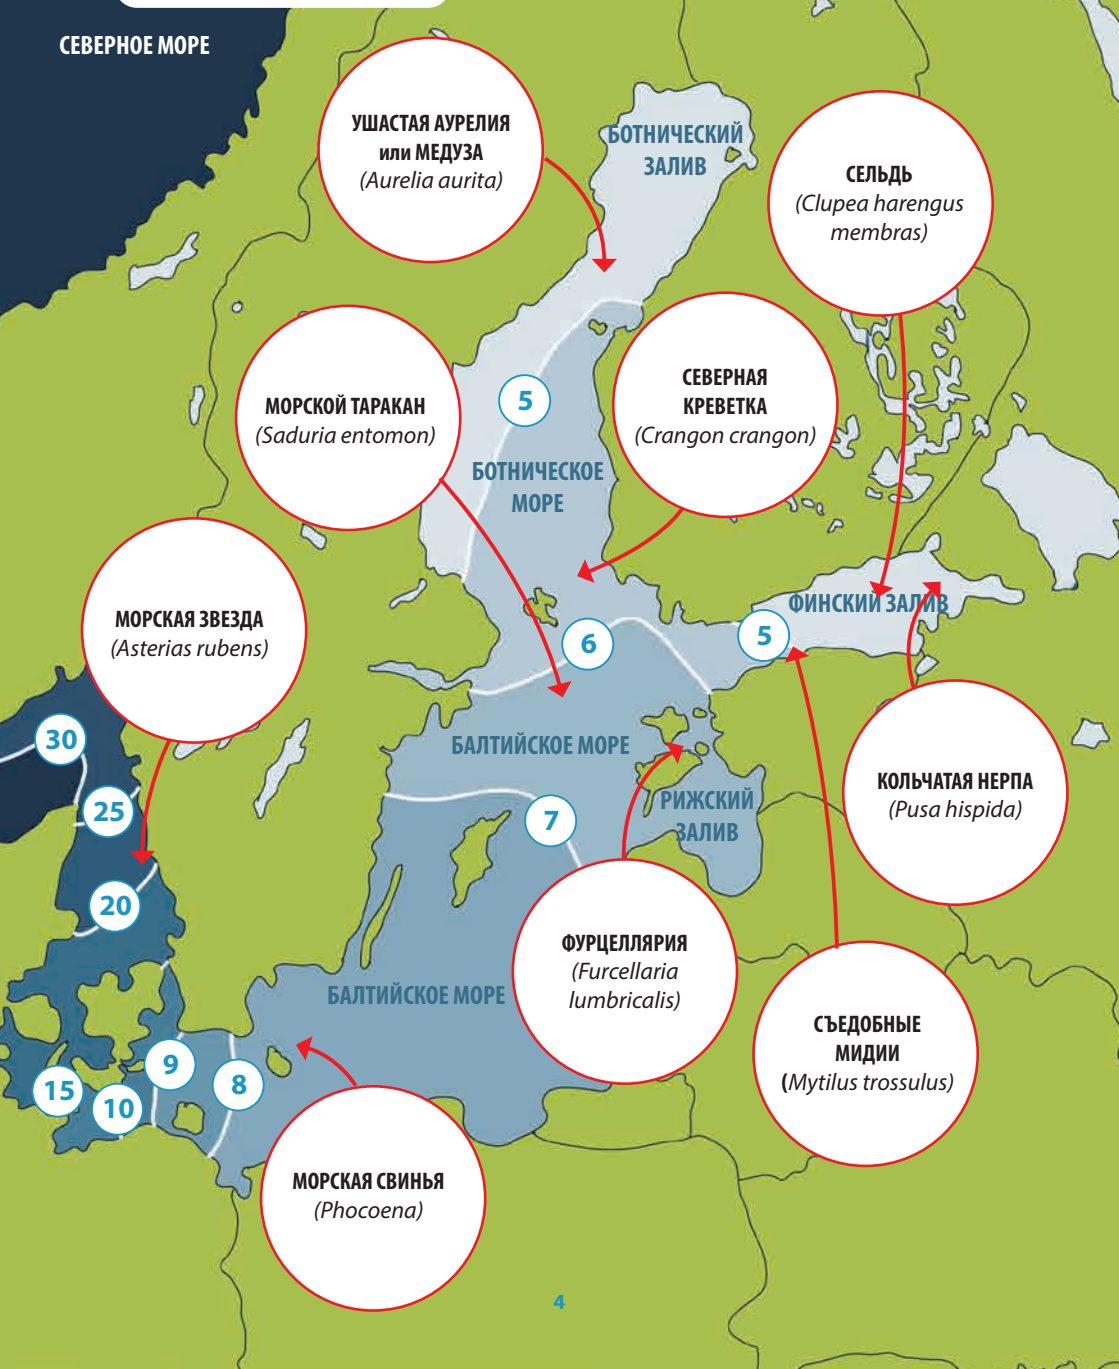 СЕВЕРНОЕ МОРЕ
УШАСТАЯ АУРЕЛИЯ
или МЕДУЗА
(Aurelia aurita)
БОТНИЧЕСКИЙ
ЗАЛИВ
СЕЛЬДЬ
(Clupea harengus
membras)
МОРСКОЙ ТАРАКАН
(Saduria entomon)
5
СЕВЕРНАЯ
КРЕВЕТКА
(Crangon crangon)
БОТНИЧЕСКОЕ
МОРЕ
МОРСКАЯ ЗВЕЗДА
(Asterias rubens)
6
5
ФИНСКИЙ ЗАЛИВ
30
25
20
БАЛТИЙСКОЕ МОРЕ
7
РИЖСКИЙ
ЗАЛИВ
КОЛЬЧАТАЯ НЕРПА
(Pusa hispida)
ФУРЦЕЛЛЯРИЯ
(Furcellaria
lumbricalis)
БАЛТИЙСКОЕ МОРЕ
СЪЕДОБНЫЕ
МИДИИ
(Mytilus trossulus)
15
10
9
8
МОРСКАЯ СВИНЬЯ
(Phocoena)
4